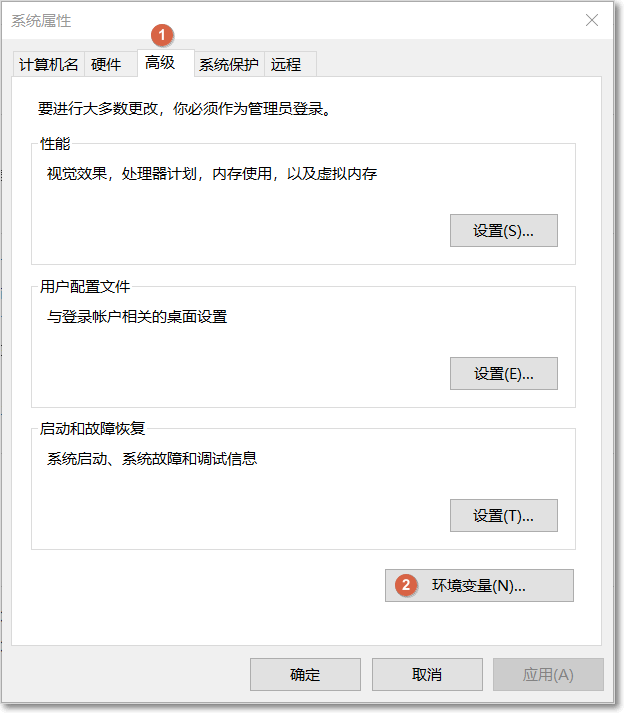 系统属性
1
计算机名 硬件 高级 系统保护 远程
要进行大多数更改，你必须作为管理员登录。
性能
视觉效果，处理器计划，内存使用，以及虚拟内存
设置(S)...
用户配置文件
与登录帐户相关的桌面设置
设置(E)...
启动和故障恢复
系统启动、系统故障和调试信息
设置(T)...
2 环境变量(N)...
确定 取消 应用(A)